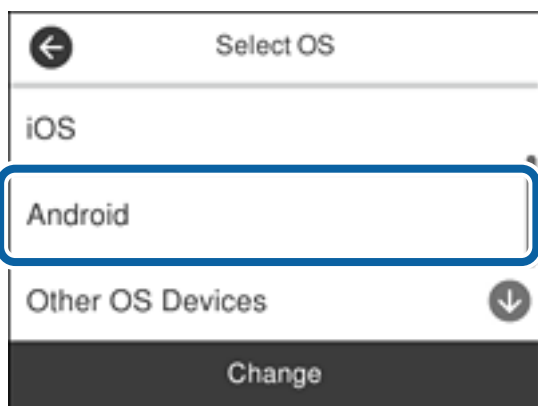 Select OS
iOS
Android
Other OS Devices
Change